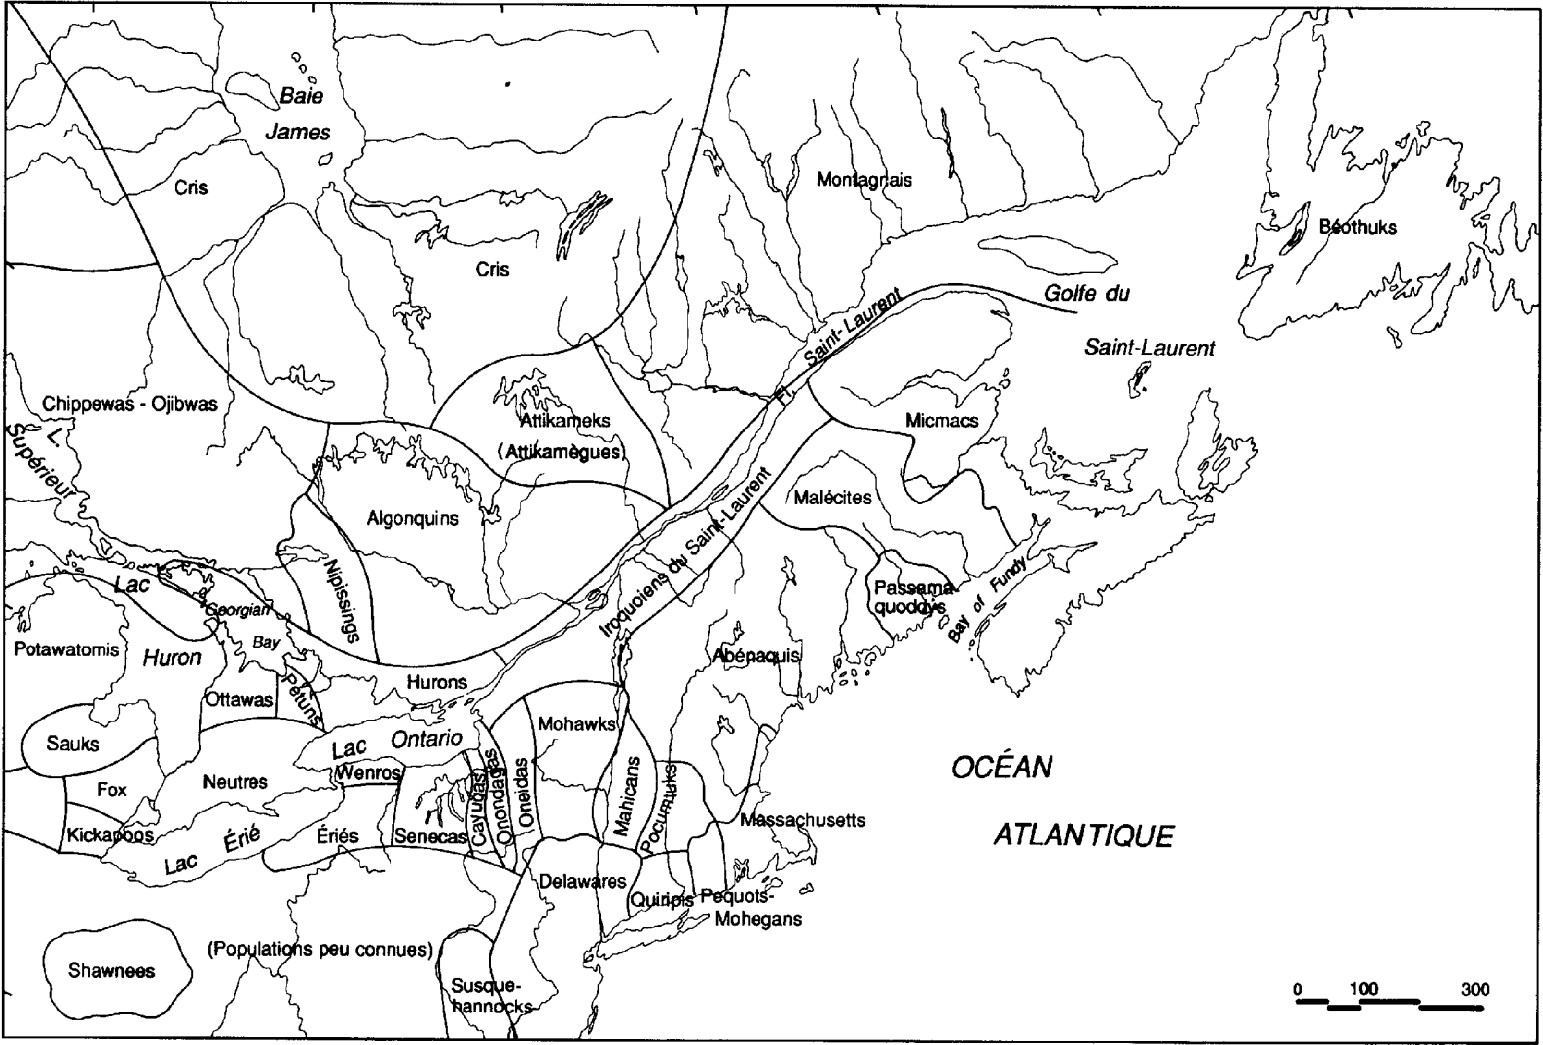 Baie
James
Cris
Montagnais
Béothuks
Cris
Golfe du
Saint-Laurent
Fl. Saint-Laurent
Chippewas - Ojibwas
Attikameks
(Attikamègues)
Micmacs
L
Supérieur
Algonquins
Malécites
Iroquoiens du Saint-Laurent
Nipissings
Lac
Huron
Georgian
Bay
Passama-
quoddys
Bay of Fundy
Potawatomis
Abénaquis
Hurons
Ottawas
Pétuns
Mohawks
Sauks
Lac Ontario
OCÉAN
ATLANTIQUE
Fox
Neutres
Wenros
Cayugas
Onondagas
Oneidas
Mahicans
Pocumtuks
Kickapoos
Lac Érié
Ériés
Senecas
Massachusetts
Delawares
Quiripis
Pequots-
Mohegans
(Populations peu connues)
Shawnees
Susque-
hannocks
0 100 300